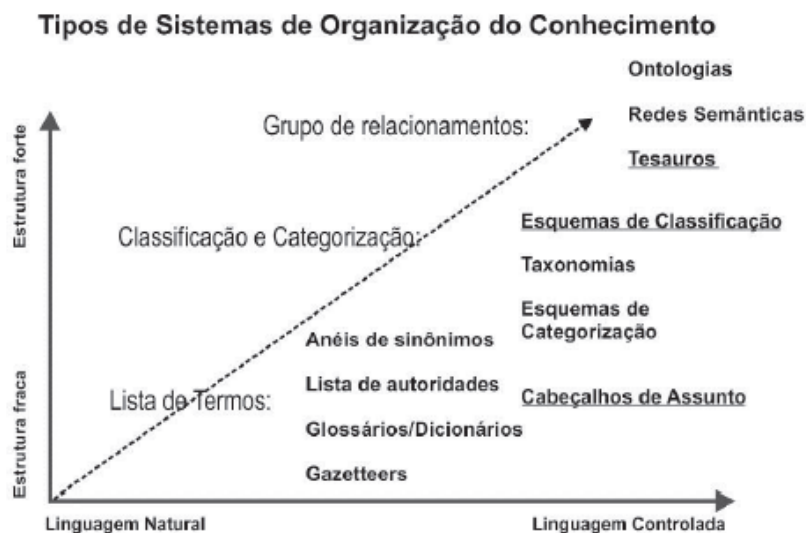 Tipos de Sistemas de Organização do Conhecimento
Ontologias
Grupo de relacionamentos:
Redes Semânticas
Tesauros
Estrutura forte
Classificação e Categorização:
Esquemas de Classificação
Taxonomias
Esquemas de
Categorização
Anéis de sinônimos
Lista de Termos:
Lista de autoridades
Cabeçalhos de Assunto
Glossários/Dicionários
Gazetteers
Estrutura fraca
Linguagem Natural
Linguagem Controlada